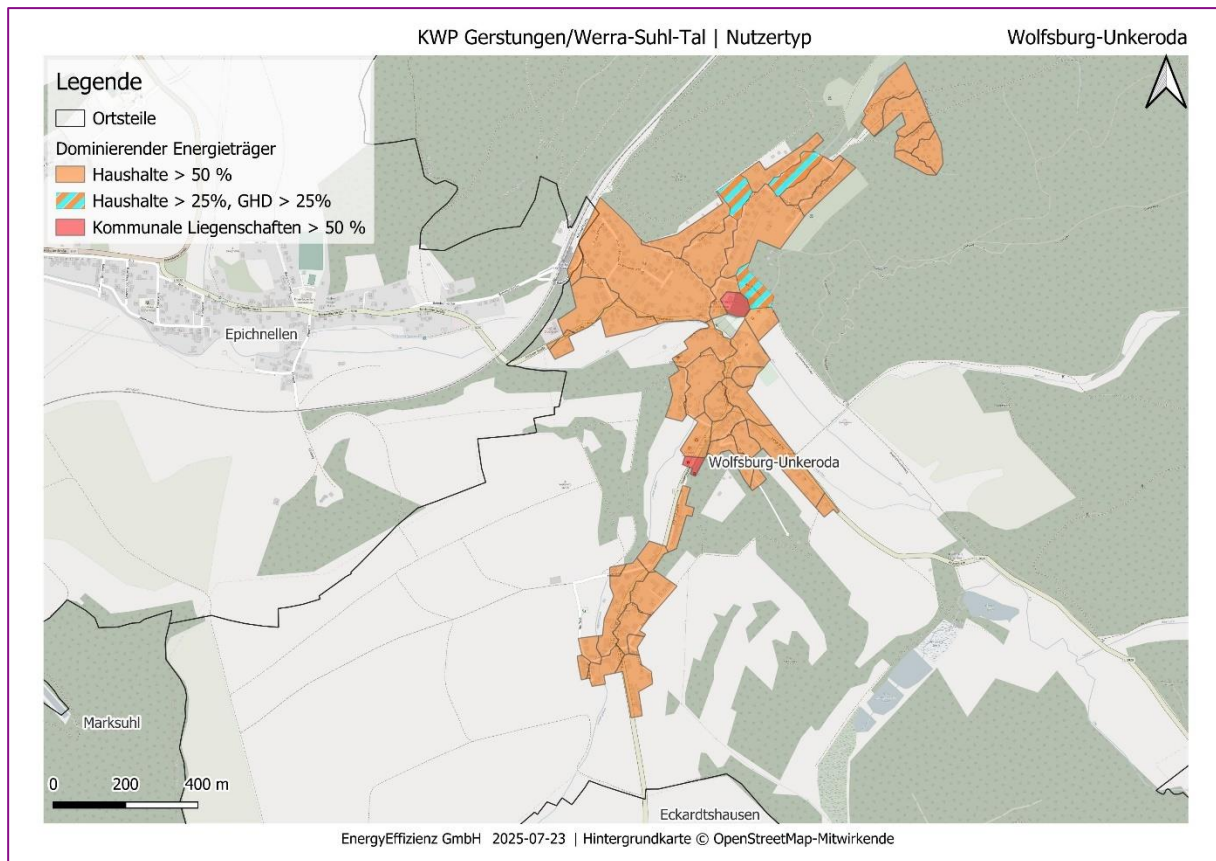 KWP Gerstungen/Werra-Suhl-Tal | Nutzertyp
Wolfsburg-Unkeroda
Legende
Ortsteile
Dominierender Energieträger
Haushalte > 50 %
Haushalte > 25%, GHD > 25%
Kommunale Liegenschaften > 50 %
Epichnellen
Wolfsburg-Unkeroda
Marksuhl
0 200 400 m
Eckardtshausen
EnergyEffizienz GmbH 2025-07-23 | Hintergrundkarte © OpenStreetMap-Mitwirkende